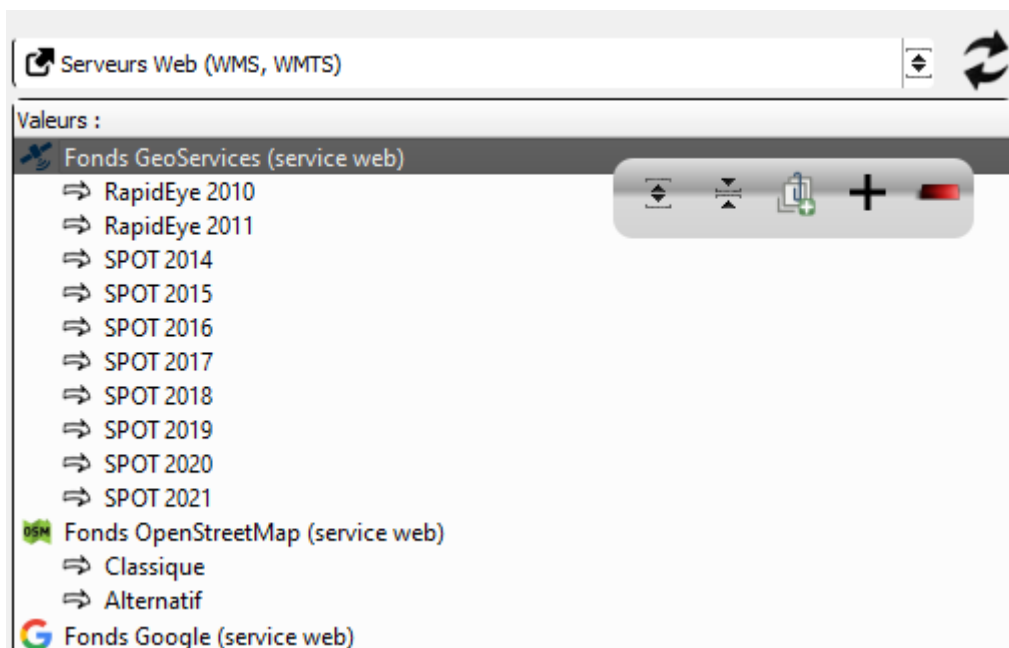 Serveurs Web (WMS, WMTS)
Valeurs :
Fonds GeoServices (service web)
RapidEye 2010
RapidEye 2011
SPOT 2014
SPOT 2015
SPOT 2016
SPOT 2017
SPOT 2018
SPOT 2019
SPOT 2020
SPOT 2021
OSM Fonds OpenStreetMap (service web)
Classique
Alternatif
Fonds Google (service web)